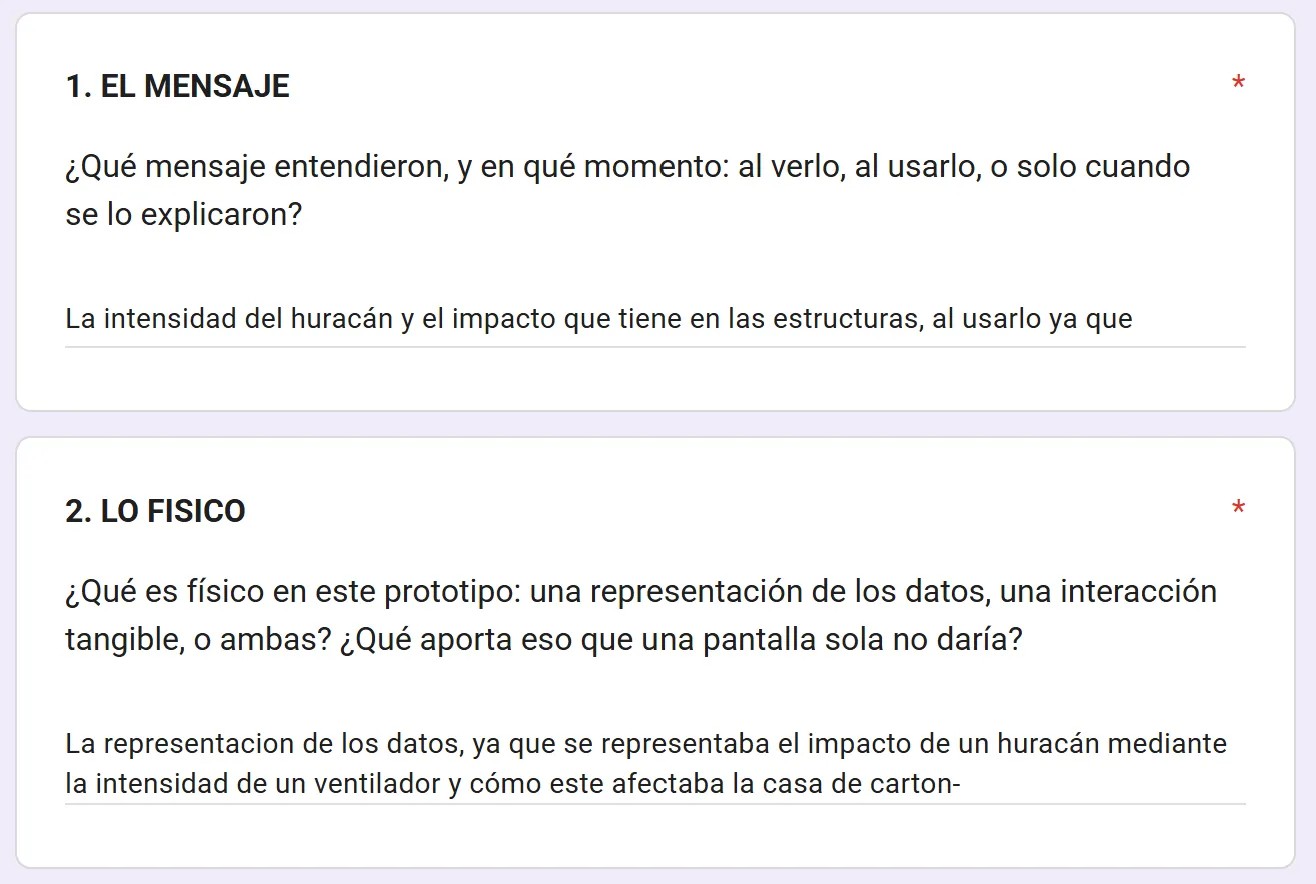 1. EL MENSAJE *
¿Qué mensaje entendieron, y en qué momento: al verlo, al usarlo, o solo cuando
se lo explicaron?
La intensidad del huracán y el impacto que tiene en las estructuras, al usarlo ya que
2. LO FISICO *
¿Qué es físico en este prototipo: una representación de los datos, una interacción
tangible, o ambas? ¿Qué aporta eso que una pantalla sola no daría?
La representacion de los datos, ya que se representaba el impacto de un huracán mediante
la intensidad de un ventilador y cómo este afectaba la casa de carton-